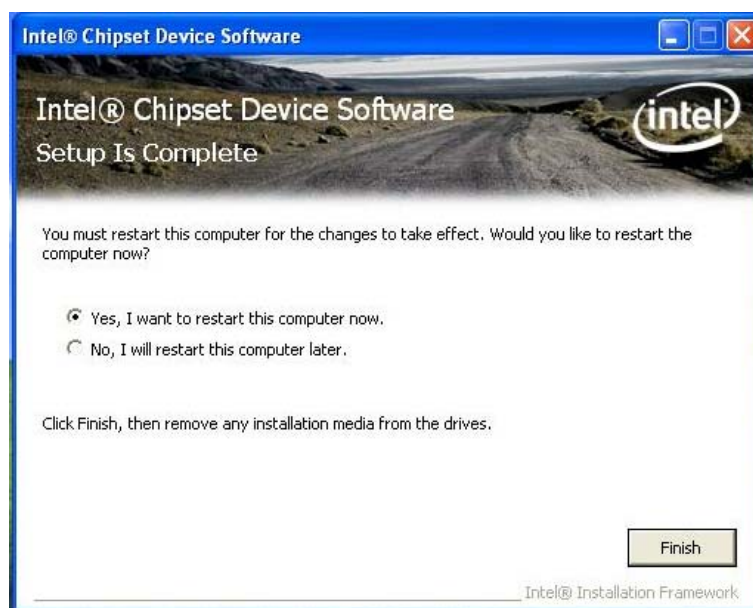 Intel® Chipset Device Software
Intel® Chipset Device Software
intel
Setup Is Complete
You must restart this computer for the changes to take effect. Would you like to restart the
computer now?
Yes, I want to restart this computer now.
No, I will restart this computer later.
Click Finish, then remove any installation media from the drives.
Finish
Intel® Installation Framework